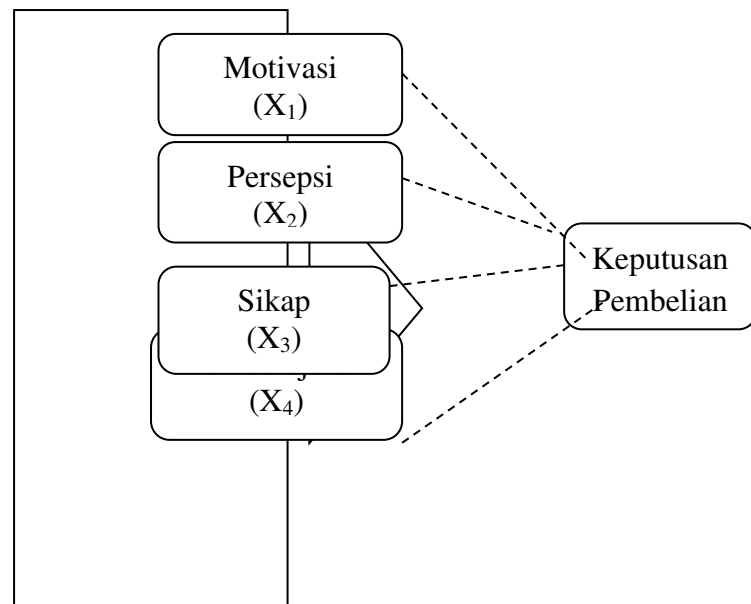 Motivasi
(X₁)
Persepsi
(X₂)
Sikap
(X₃)
(X₄)
Keputusan
Pembelian